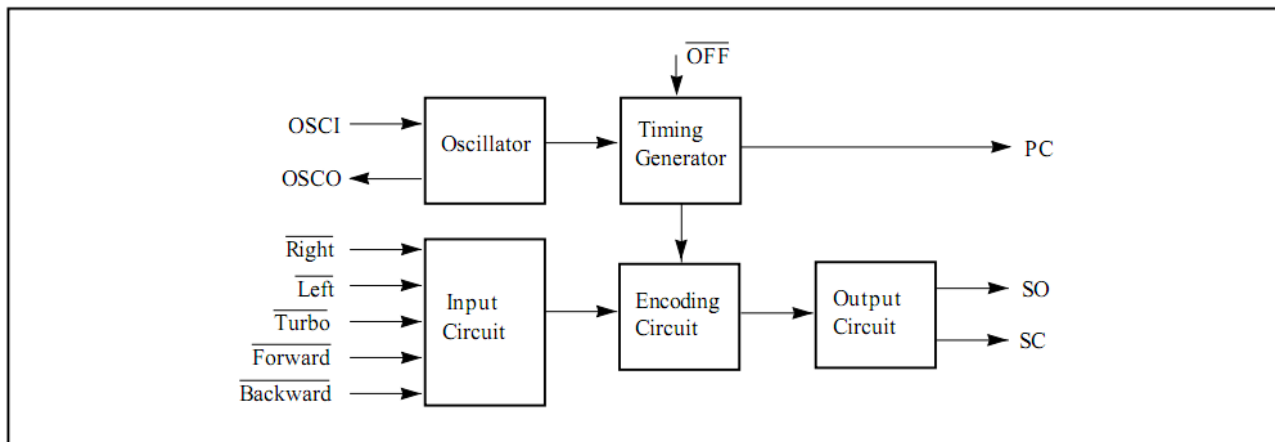 OFF
OSCI
OSCO
Oscillator
Timing
Generator
PC
Right
Left
Turbo
Forward
Backward
Input
Circuit
Encoding
Circuit
Output
Circuit
SO
SC